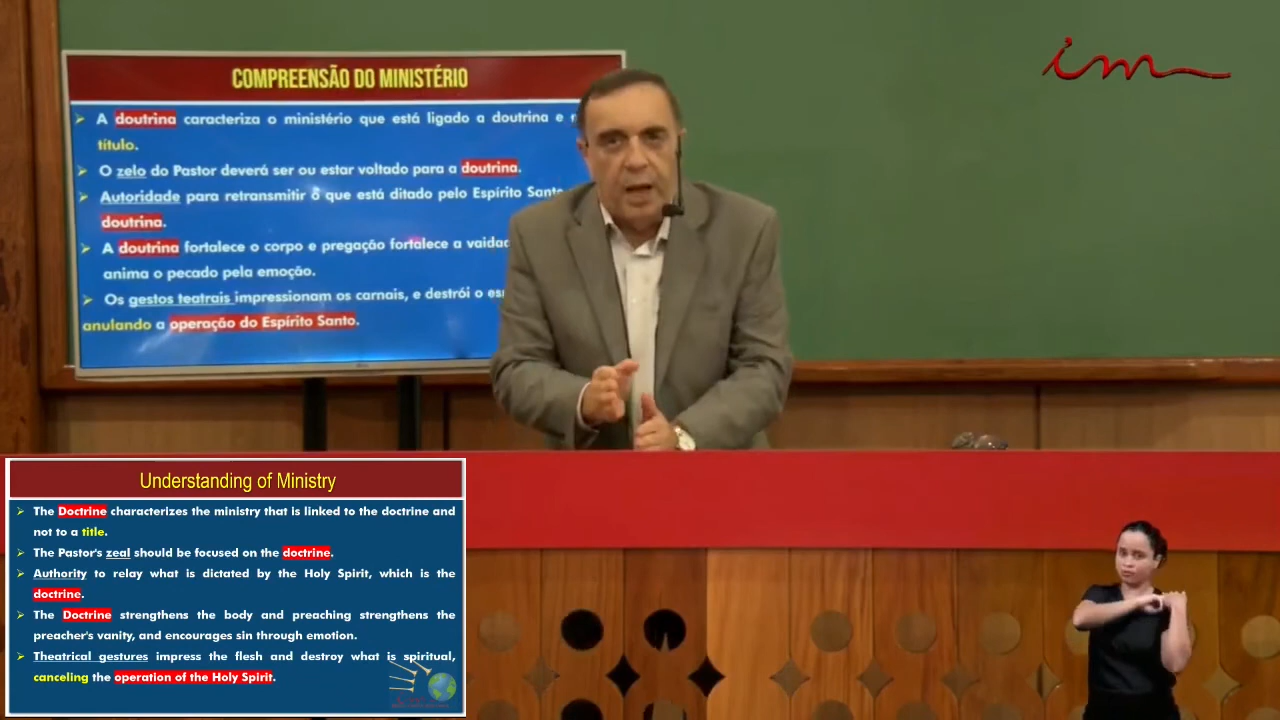 im
COMPREENSÃO DO MINISTÉRIO
A doutrina caracteriza o ministério que está ligado a doutrina e
título.
O zelo do Pastor deverá ser ou estar voltado para a doutrina.
Autoridade para retransmitir o que está ditado pelo Espírito Santo
doutrina.
A doutrina fortalece o corpo e pregação fortalece a
anima o pecado pela emoção.
Os gestos teatrais impressionam os carnais, e destrói o
anulando a operação do Espírito Santo.
Understanding of Ministry
The Doctrine characterizes the ministry that is linked to the doctrine and
not to a title.
The Pastor's zeal should be focused on the doctrine.
Authority to relay what is dictated by the Holy Spirit, which is the
doctrine.
The Doctrine strengthens the body and preaching strengthens the
preacher's vanity, and encourages sin through emotion.
Theatrical gestures impress the flesh and destroy what is spiritual,
canceling the operation of the Holy Spirit.